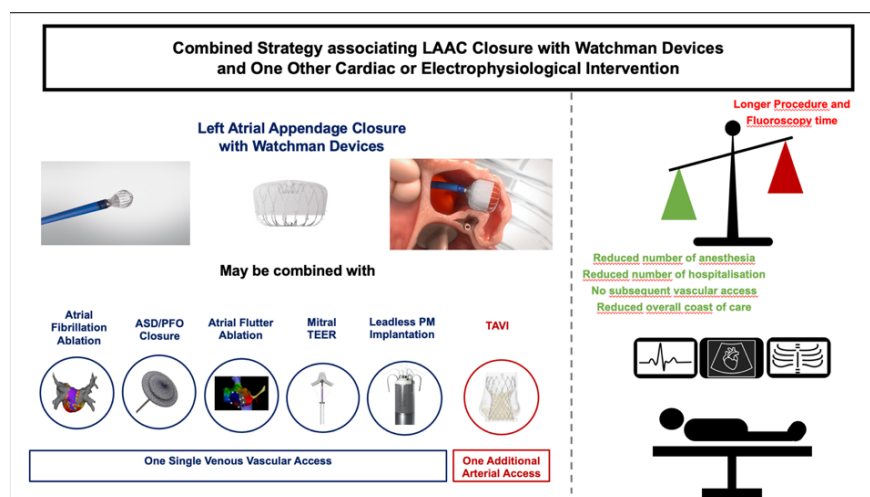 Combined Strategy associating LAAC Closure with Watchman Devices
and One Other Cardiac or Electrophysiological Intervention
Left Atrial Appendage Closure
with Watchman Devices
May be combined with
Atrial
Fibrillation
Ablation
ASD/PFO
Closure
Atrial Flutter
Ablation
Mitral
TEER
Leadless PM
Implantation
TAVI
One Single Venous Vascular Access
One Additional
Arterial Access
Longer Procedure and
Fluoroscopy time
Reduced number of anesthesia
Reduced number of hospitalisation
No subsequent vascular access
Reduced overall coast of care